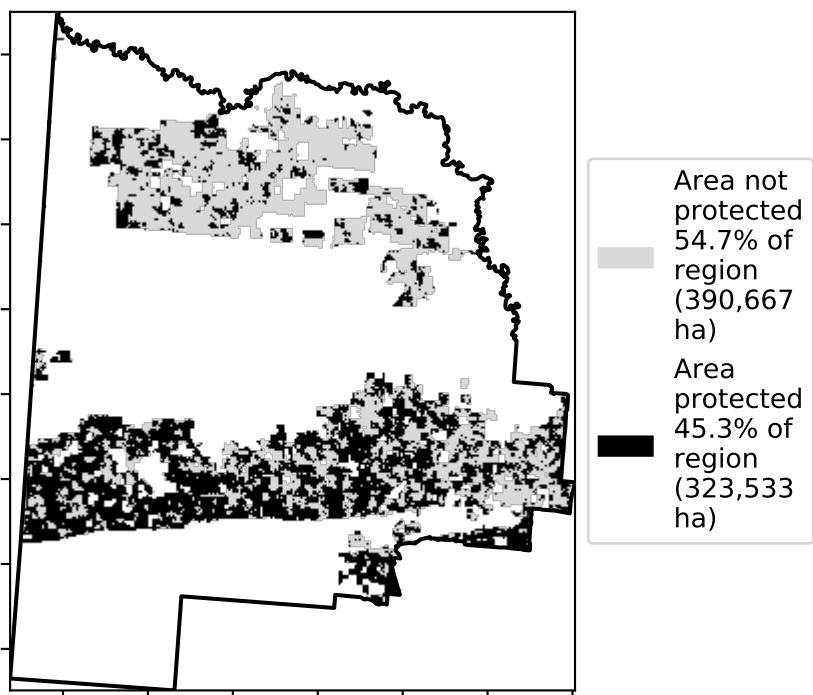 Area not
protected
54.7% of
region
(390,667
ha)
Area
protected
45.3% of
region
(323,533
ha)